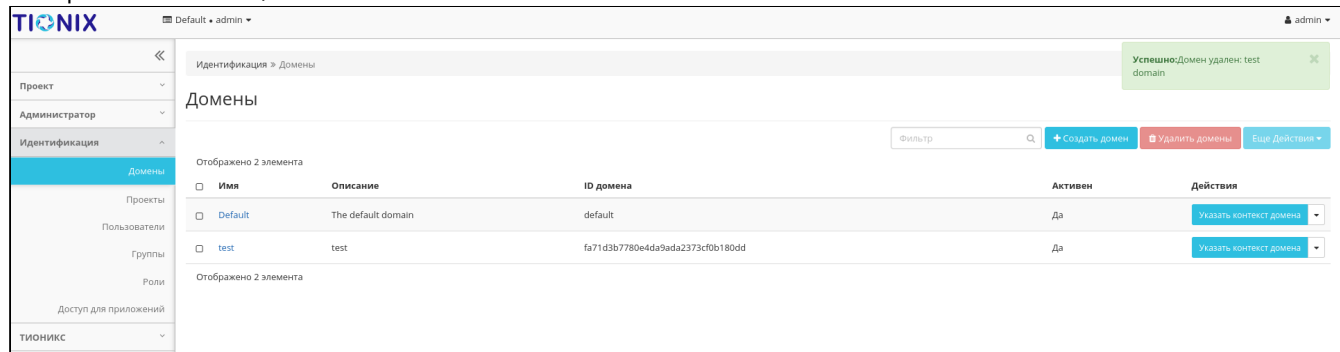 TIONIX
Default • admin
admin
Идентификация » Домены
Успешно:Домен удален: test
domain
Проект
Администратор
Идентификация
Домены
Проекты
Пользователи
Группы
Роли
Доступ для приложений
ТИОНИКС
Домены
Фильтр
Создать домен
Удалить домены
Еще Действия
Отображено 2 элемента
Имя Описание ID домена Активен Действия
Default The default domain default Да Указать контекст домена
test test fa71d3b7780e4da9ada2373cf0b180dd Да Указать контекст домена
Отображено 2 элемента